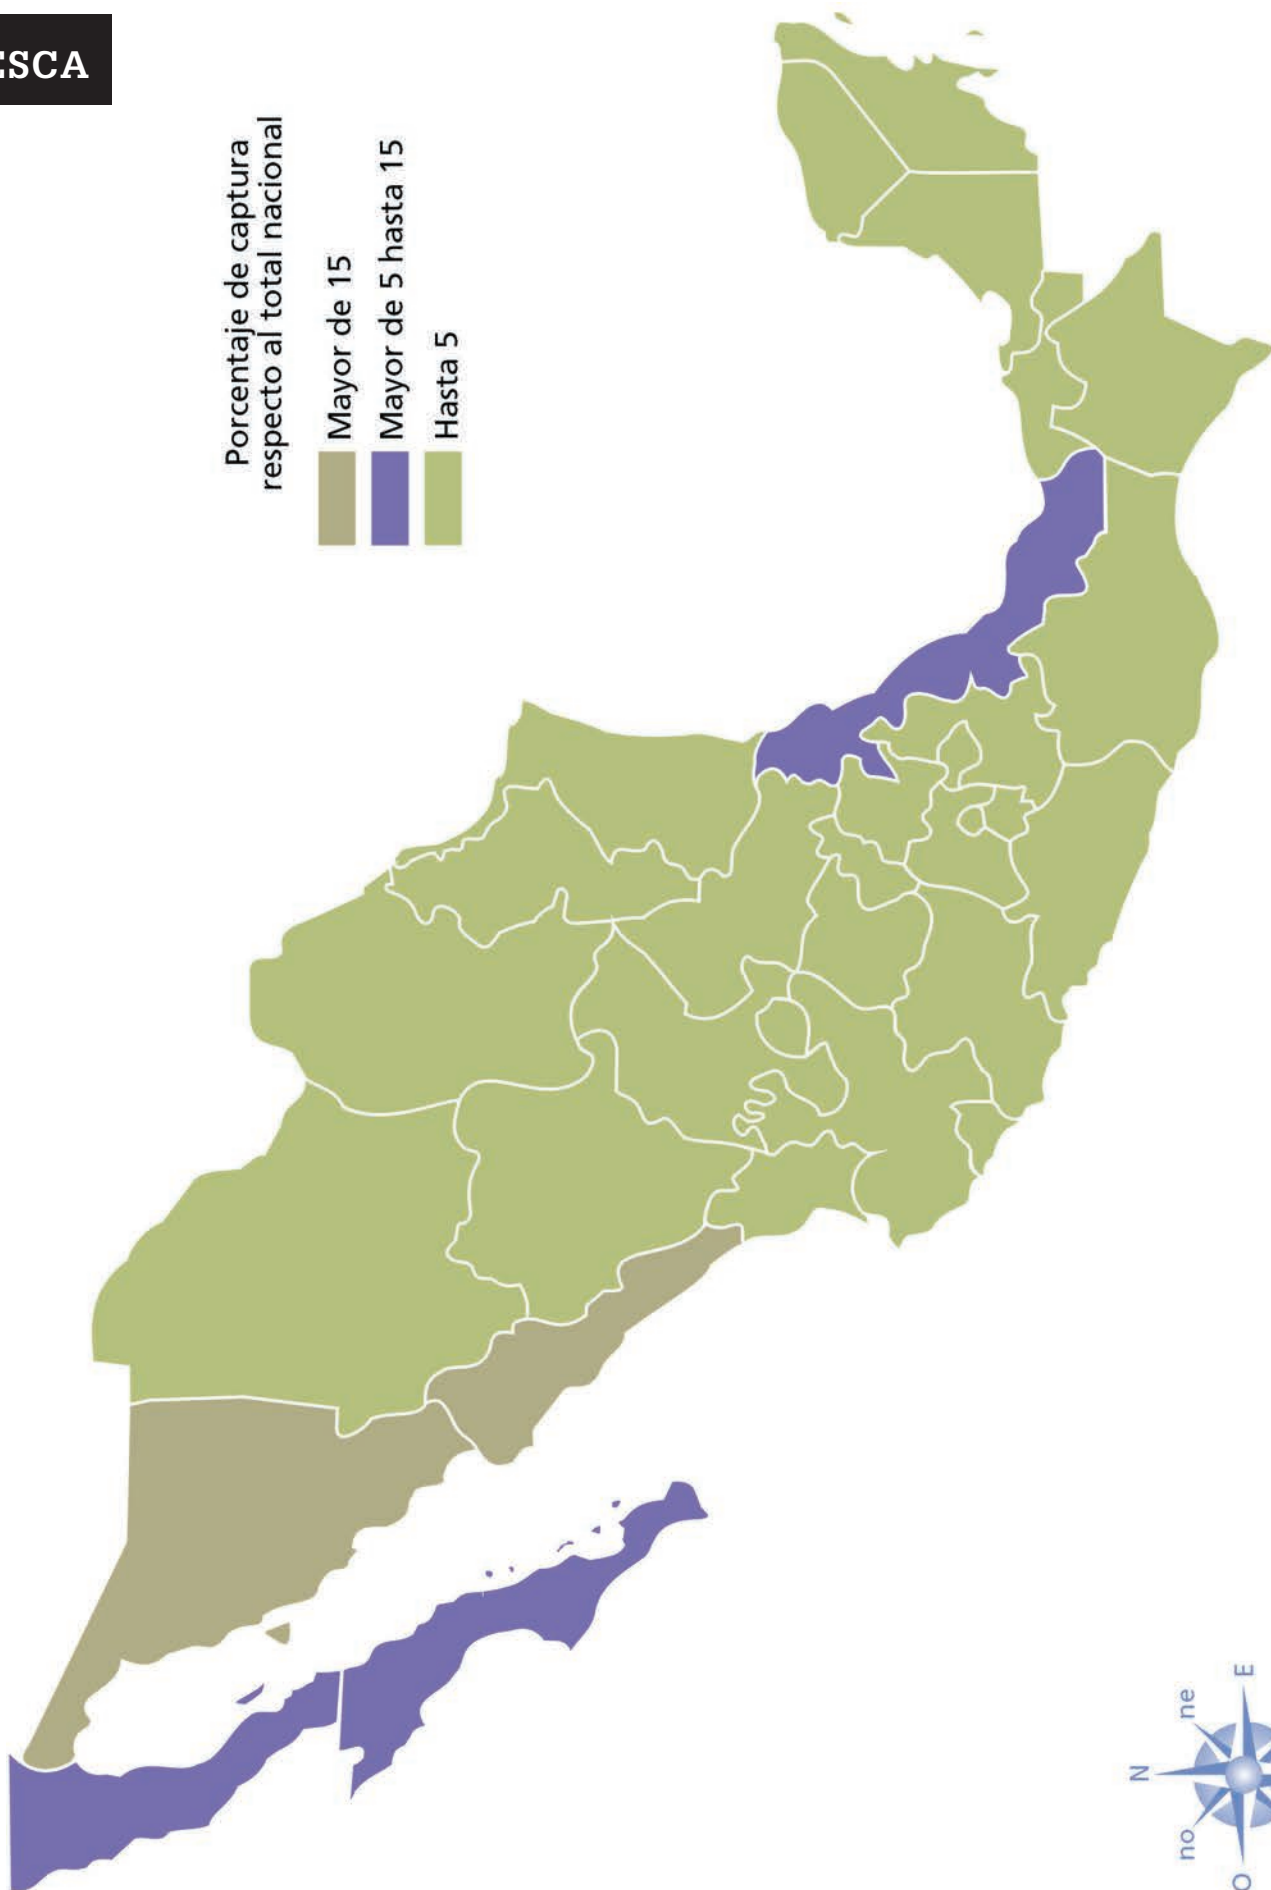 ESCA
Porcentaje de captura
respecto al total nacional
Mayor de 15
Mayor de 5 hasta 15
Hasta 5
N
no
ne
O
E